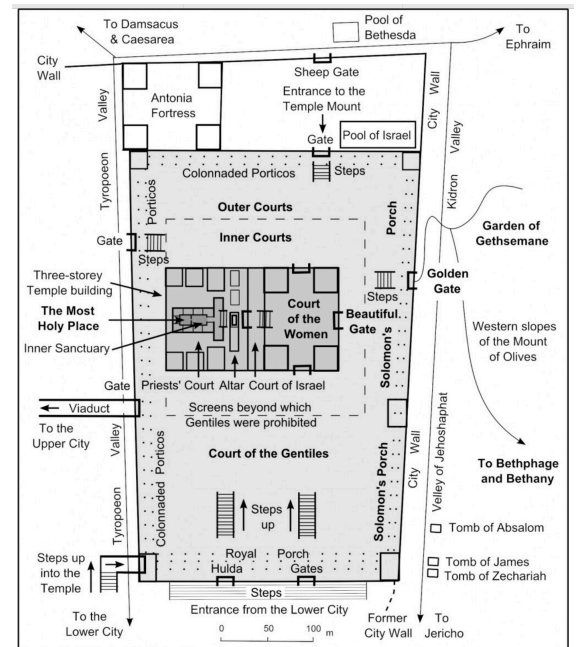 To Damsacus
& Caesarea
Pool of
Bethesda
To
Ephraim
City
Wall
Sheep Gate
Antonia
Fortress
Entrance to the
Temple Mount
Gate
Pool of Israel
Steps
Colonnaded Porticos
Valley
Tyropoeon
City Wall
Valley
Kidron
Outer Courts
Inner Courts
Porticos
Porch
Gate
Steps
Garden of
Gethsemane
Golden
Gate
Steps
Three-storey
Temple building
The Most
Holy Place
Inner Sanctuary
Court of
the Women
Beautiful
Gate
Solomon's
Western slopes
of the Mount
of Olives
Priests' Court
Altar
Court of Israel
Gate
Viaduct
To the
Upper City
Screens beyond which
Gentiles were prohibited
Court of the Gentiles
Valley
Tyropoeon
Colonnaded Porticos
Solomon's Porch
City Wall
Velley of Jehoshaphat
To Bethphage
and Bethany
Steps
up
Tomb of Absalom
Tomb of James
Tomb of Zechariah
Steps up
into the
Temple
Royal Porch
Hulda Gates
Steps
Entrance from the Lower City
To the
Lower City
0 50 100
m
Former
City Wall
To
Jericho